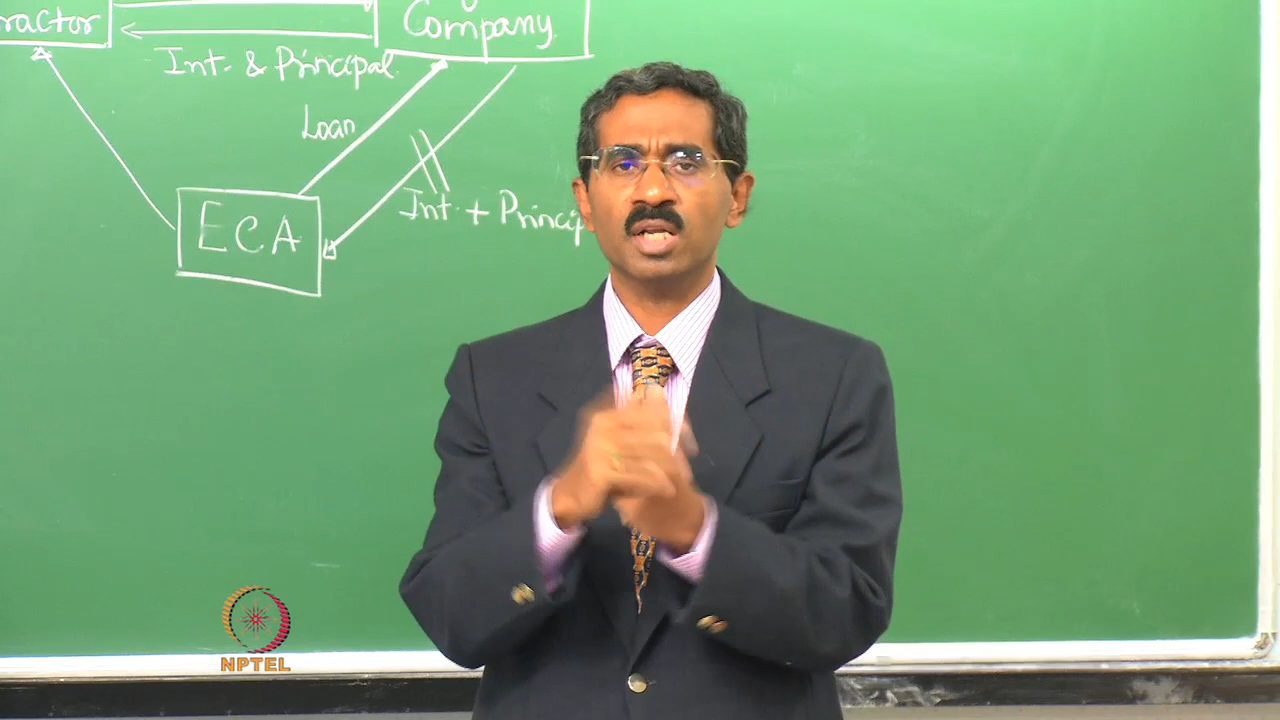 ractor
Company
Int. & Principal
Loan
Int. + Princip
ECA
NPTEL